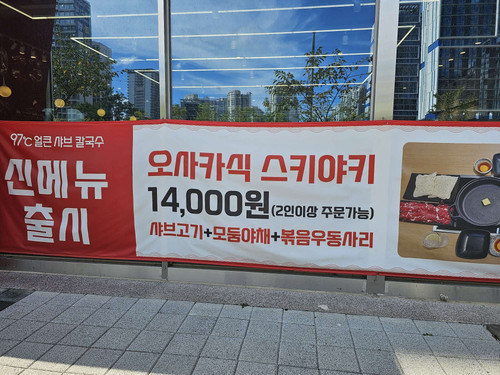 97℃ 얼큰 샤브 칼국수
신메뉴
출시
오사카식 스키야키
14,000원(2인이상 주문가능)
샤브고기+모둠야채+볶음우동사리